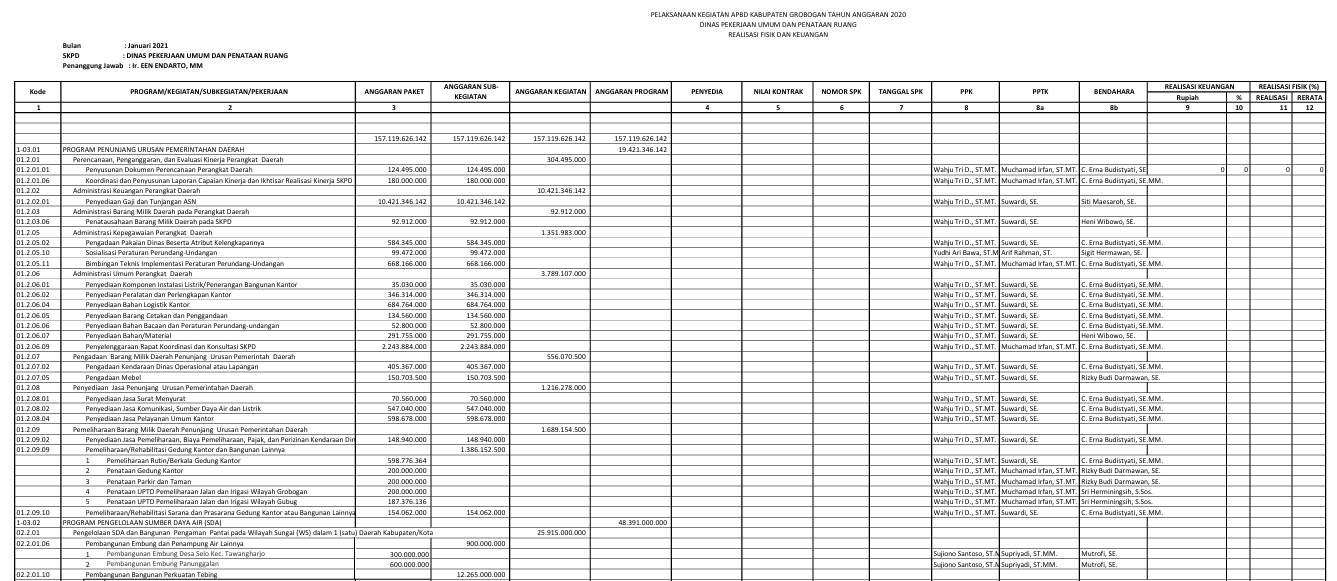 PELAKSANAAN KEGIATAN APBD KABUPATEN GROBOGAN TAHUN ANGGARAN 2020
DINAS PEKERJAAN UMUM DAN PENATAAN RUANG
REALISASI FISIK DAN KEUANGAN
Bulan : Januari 2021
SKPD : DINAS PEKERJAAN UMUM DAN PENATAAN RUANG
Penanggung Jawab : Ir. EEN ENDARTO, MM
Kode PROGRAM/KEGIATAN/SUBKEGIATAN/PEKERJAAN ANGGARAN PAKET ANGGARAN SUB-KEGIATAN ANGGARAN KEGIATAN ANGGARAN PROGRAM PENYEDIA NILAI KONTRAK NOMOR SPK TANGGAL SPK PPK PPTK BENDAHARA REALISASI KEUANGAN REALISASI FISIK (%)
Rupiah % REALISASI RERATA
1 2 3 4 5 6 7 8 8a 8b 9 10 11 12
157.119.626.142 157.119.626.142 157.119.626.142 157.119.626.142
1-03.01 PROGRAM PENUNJANG URUSAN PEMERINTAHAN DAERAH 19.421.346.142
01.2.01 Perencanaan, Penganggaran, dan Evaluasi Kinerja Perangkat Daerah 304.495.000
01.2.01.01 Penyusunan Dokumen Perencanaan Perangkat Daerah 124.495.000 124.495.000 Wahju Tri D., ST.MT. Muchamad Irfan, ST.MT. C. Erna Budistyati, SE 0 0 0 0
01.2.01.06 Koordinasi dan Penyusunan Laporan Capaian Kinerja dan Ikhtisar Realisasi Kinerja SKPD 180.000.000 180.000.000 Wahju Tri D., ST.MT. Muchamad Irfan, ST.MT. C. Erna Budistyati, SE.MM.
01.2.02 Administrasi Keuangan Perangkat Daerah 10.421.346.142
01.2.02.01 Penyediaan Gaji dan Tunjangan ASN 10.421.346.142 10.421.346.142 Wahju Tri D., ST.MT. Suwardi, SE. Siti Maesaroh, SE.
01.2.03 Administrasi Barang Milik Daerah pada Perangkat Daerah 92.912.000
01.2.03.06 Penatausahaan Barang Milik Daerah pada SKPD 92.912.000 92.912.000 Wahju Tri D., ST.MT. Suwardi, SE. Heni Wibowo, SE.
01.2.05 Administrasi Kepegawaian Perangkat Daerah 1.351.983.000
01.2.05.02 Pengadaan Pakaian Dinas Beserta Atribut Kelengkapannya 584.345.000 584.345.000 Wahju Tri D., ST.MT. Suwardi, SE. C. Erna Budistyati, SE.MM.
01.2.05.10 Sosialisasi Peraturan Perundang-Undangan 99.472.000 99.472.000 Yudhi Ari Bawa, ST.M Arif Rahman, ST. Sigit Hermawan, SE.
01.2.05.11 Bimbingan Teknis Implementasi Peraturan Perundang-Undangan 668.166.000 668.166.000 Wahju Tri D., ST.MT. Muchamad Irfan, ST.MT. C. Erna Budistyati, SE.MM.
01.2.06 Administrasi Umum Perangkat Daerah 3.789.107.000
01.2.06.01 Penyediaan Komponen Instalasi Listrik/Penerangan Bangunan Kantor 35.030.000 35.030.000 Wahju Tri D., ST.MT. Suwardi, SE. C. Erna Budistyati, SE.MM.
01.2.06.02 Penyediaan Peralatan dan Perlengkapan Kantor 346.314.000 346.314.000 Wahju Tri D., ST.MT. Suwardi, SE. C. Erna Budistyati, SE.MM.
01.2.06.04 Penyediaan Bahan Logistik Kantor 684.764.000 684.764.000 Wahju Tri D., ST.MT. Suwardi, SE. C. Erna Budistyati, SE.MM.
01.2.06.05 Penyediaan Barang Cetakan dan Penggandaan 134.560.000 134.560.000 Wahju Tri D., ST.MT. Suwardi, SE. C. Erna Budistyati, SE.MM.
01.2.06.06 Penyediaan Bahan Bacaan dan Peraturan Perundang-undangan 52.800.000 52.800.000 Wahju Tri D., ST.MT. Suwardi, SE. C. Erna Budistyati, SE.MM.
01.2.06.07 Penyediaan Bahan/Material 291.755.000 291.755.000 Wahju Tri D., ST.MT. Suwardi, SE. Heni Wibowo, SE.
01.2.06.09 Penyelenggaraan Rapat Koordinasi dan Konsultasi SKPD 2.243.884.000 2.243.884.000 Wahju Tri D., ST.MT. Muchamad Irfan, ST.MT. C. Erna Budistyati, SE.MM.
01.2.07 Pengadaan Barang Milik Daerah Penunjang Urusan Pemerintah Daerah 556.070.500
01.2.07.02 Pengadaan Kendaraan Dinas Operasional atau Lapangan 405.367.000 405.367.000 Wahju Tri D., ST.MT. Suwardi, SE. C. Erna Budistyati, SE.MM.
01.2.07.05 Pengadaan Mebel 150.703.500 150.703.500 Wahju Tri D., ST.MT. Suwardi, SE. Rizky Budi Darmawan, SE.
01.2.08 Penyediaan Jasa Penunjang Urusan Pemerintahan Daerah 1.216.278.000
01.2.08.01 Penyediaan Jasa Surat Menyurat 70.560.000 70.560.000 Wahju Tri D., ST.MT. Suwardi, SE. C. Erna Budistyati, SE.MM.
01.2.08.02 Penyediaan Jasa Komunikasi, Sumber Daya Air dan Listrik 547.040.000 547.040.000 Wahju Tri D., ST.MT. Suwardi, SE. C. Erna Budistyati, SE.MM.
01.2.08.04 Penyediaan Jasa Pelayanan Umum Kantor 598.678.000 598.678.000 Wahju Tri D., ST.MT. Suwardi, SE. C. Erna Budistyati, SE.MM.
01.2.09 Pemeliharaan Barang Milik Daerah Penunjang Urusan Pemerintahan Daerah 1.689.154.500
01.2.09.02 Penyediaan Jasa Pemeliharaan, Biaya Pemeliharaan, Pajak, dan Perizinan Kendaraan Din 148.940.000 148.940.000 Wahju Tri D., ST.MT. Suwardi, SE. C. Erna Budistyati, SE.MM.
01.2.09.09 Pemeliharaan/Rehabilitasi Gedung Kantor dan Bangunan Lainnya 1.386.152.500
1 Pemeliharaan Rutin/Berkala Gedung Kantor 598.776.364 Wahju Tri D., ST.MT. Suwardi, SE. C. Erna Budistyati, SE.MM.
2 Penataan Gedung Kantor 200.000.000 Wahju Tri D., ST.MT. Muchamad Irfan, ST.MT. Rizky Budi Darmawan, SE.
3 Penataan Parkir dan Taman 200.000.000 Wahju Tri D., ST.MT. Muchamad Irfan, ST.MT. Rizky Budi Darmawan, SE.
4 Penataan UPTD Pemeliharaan Jalan dan Irigasi Wilayah Grobogan 200.000.000 Wahju Tri D., ST.MT. Muchamad Irfan, ST.MT. Sri Herminingsih, S.Sos.
5 Penataan UPTD Pemeliharaan Jalan dan Irigasi Wilayah Gubug 187.376.136 Wahju Tri D., ST.MT. Muchamad Irfan, ST.MT. Sri Herminingsih, S.Sos.
01.2.09.10 Pemeliharaan/Rehabilitasi Sarana dan Prasarana Gedung Kantor atau Bangunan Lainnya 154.062.000 154.062.000 Wahju Tri D., ST.MT. Suwardi, SE. C. Erna Budistyati, SE.MM.
1-03.02 PROGRAM PENGELOLAAN SUMBER DAYA AIR (SDA) 48.391.000.000
02.2.01 Pengelolaan SDA dan Bangunan Pengaman Pantai pada Wilayah Sungai (WS) dalam 1 (satu) Daerah Kabupaten/Kota 25.915.000.000
02.2.01.06 Pembangunan Embung dan Penampung Air Lainnya 900.000.000
1 Pembangunan Embung Desa Selo Kec. Tawangharjo 300.000.000 Sujiono Santoso, ST.M Supriyadi, ST.MM. Mutrofi, SE.
2 Pembangunan Embung Panunggalan 600.000.000 Sujiono Santoso, ST.M Supriyadi, ST.MM. Mutrofi, SE.
02.2.01.10 Pembangunan Bangunan Perkuatan Tebing 12.265.000.000